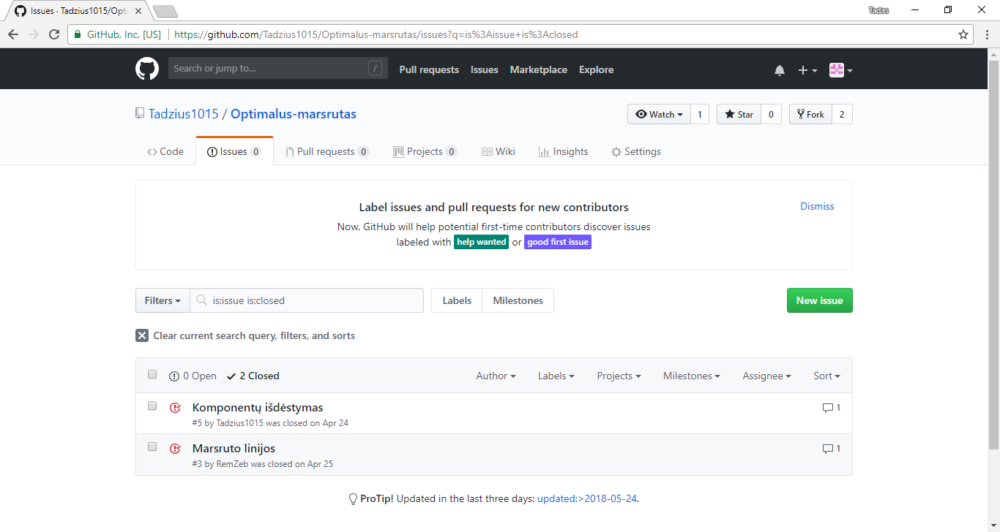 Issues · Tadzius1015/Opti
Tadas
GitHub, Inc. [US] https://github.com/Tadzius1015/Optimalus-marsrutas/issues?q=is%3Aissue+is%3Aclosed
Search or jump to... / Pull requests Issues Marketplace Explore
Tadzius1015 / Optimalus-marsrutas Watch 1 Star 0 Fork 2
Code Issues 0 Pull requests 0 Projects 0 Wiki Insights Settings
Label issues and pull requests for new contributors Dismiss
Now, GitHub will help potential first-time contributors discover issues
labeled with help wanted or good first issue
Filters is:issue is:closed Labels Milestones New issue
Clear current search query, filters, and sorts
0 Open 2 Closed Author Labels Projects Milestones Assignee Sort
Komponentų išdėstymas 1
#5 by Tadzius1015 was closed on Apr 24
Marsruto linijos 1
#3 by RemZeb was closed on Apr 25
ProTip! Updated in the last three days: updated:>2018-05-24.